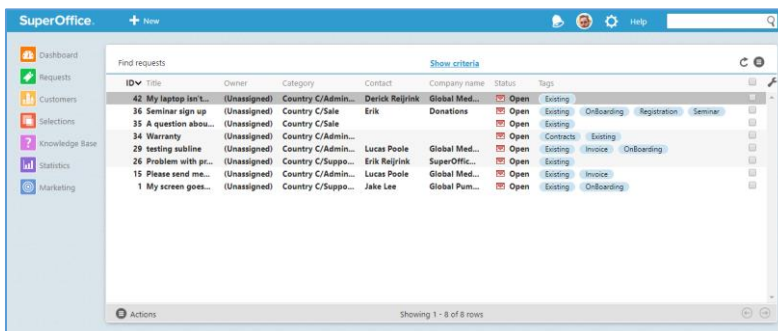 SuperOffice. + New Help
Dashboard
Requests
Customers
Selections
Knowledge Base
Statistics
Marketing
Find requests Show criteria
ID Title Owner Category Contact Company name Status Tags
42 My laptop isn't... (Unassigned) Country C/Admin... Derick Reijrink Global Med... Open Existing
36 Seminar sign up (Unassigned) Country C/Sale Erik Donations Open Existing OnBoarding Registration Seminar
35 A question abou... (Unassigned) Country C/Sale Open Existing
34 Warranty (Unassigned) Country C/Admin... Open Contracts Existing
29 testing subline (Unassigned) Country C/Admin... Lucas Poole Global Med... Open Existing Invoice OnBoarding
26 Problem with pr... (Unassigned) Country C/Suppo... Erik Reijrink SuperOffic... Open Existing
15 Please send me... (Unassigned) Country C/Admin... Lucas Poole Global Med... Open Existing Invoice
1 My screen goes... (Unassigned) Country C/Suppo... Jake Lee Global Pum... Open Existing OnBoarding
Actions Showing 1 - 8 of 8 rows